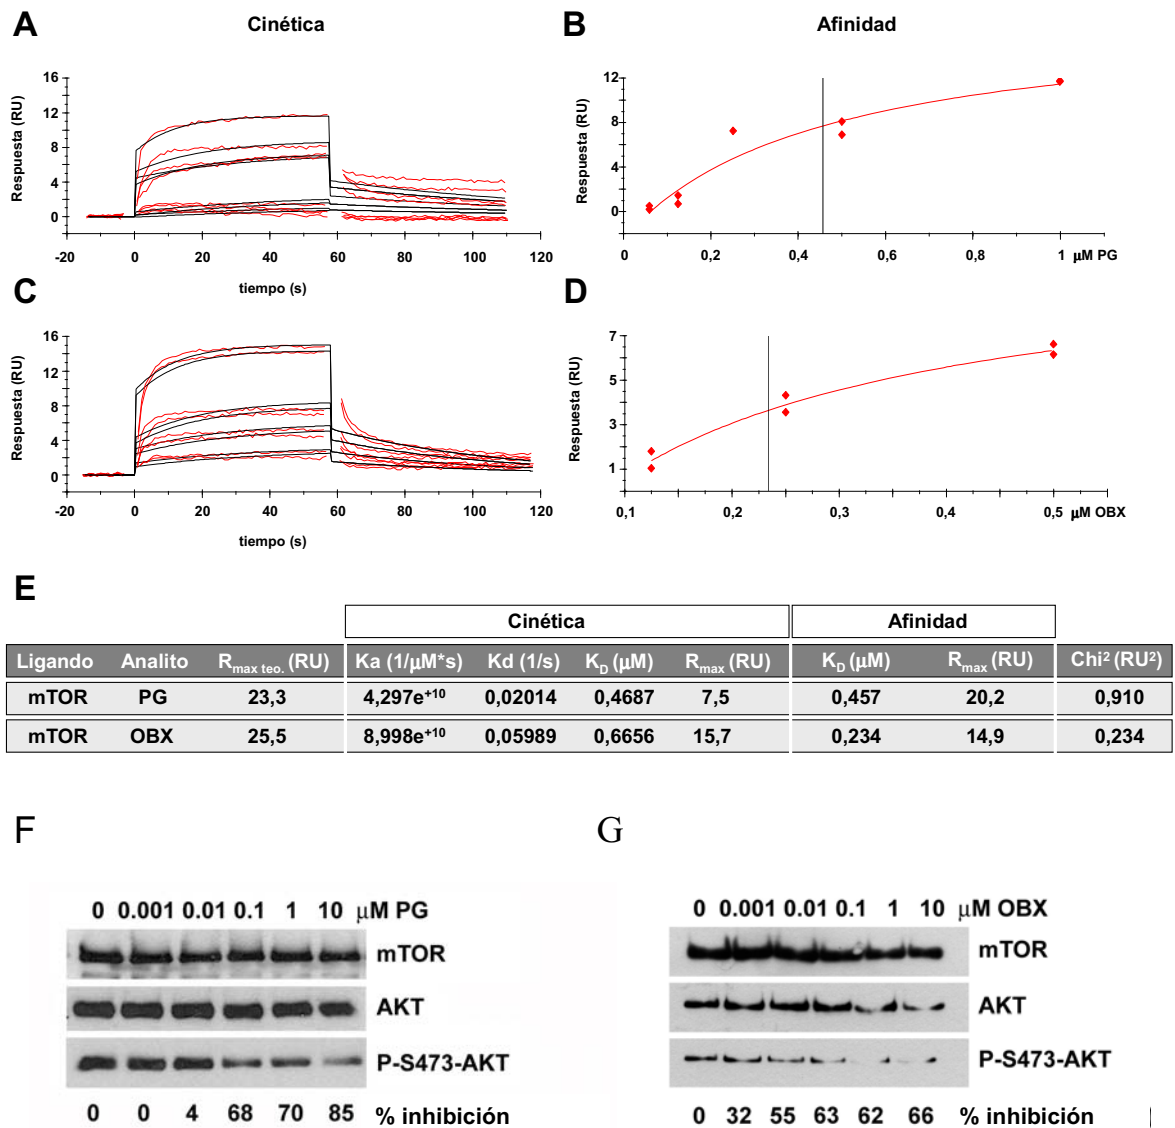 A
Cinética
B
Afinidad
Respuesta (RU)
16
12
8
4
0
-20
0
20
40
60
80
100
120
tiempo (s)
Respuesta (RU)
12
8
4
0
0
0,2
0,4
0,6
0,8
1
μM PG
C
D
Respuesta (RU)
16
12
8
4
0
-20
0
20
40
60
80
100
120
tiempo (s)
Respuesta (RU)
7
5
3
1
0,1
0,2
0,3
0,4
0,5
μM OBX
E
Cinética
Afinidad
Ligando Analito Rmax teo. (RU) Ka (1/μM*s) Kd (1/s) KD (μM) Rmax (RU) KD (μM) Rmax (RU) Chi² (RU²)
mTOR PG 23,3 4,297e+10 0,02014 0,4687 7,5 0,457 20,2 0,910
mTOR OBX 25,5 8,998e+10 0,05989 0,6656 15,7 0,234 14,9 0,234
F
0 0.001 0.01 0.1 1 10 μM PG
mTOR
AKT
P-S473-AKT
0 0 4 68 70 85 % inhibición
G
0 0.001 0.01 0.1 1 10 μM OBX
mTOR
AKT
P-S473-AKT
0 32 55 63 62 66 % inhibición